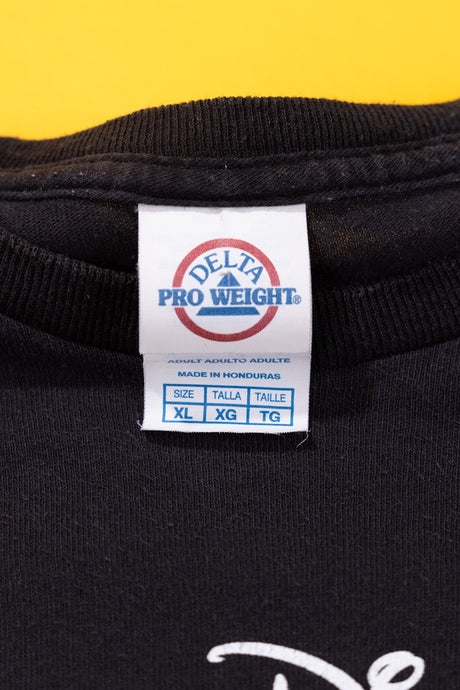 DELTA
PRO WEIGHT®
ADULT ADULTO ADULTE
MADE IN HONDURAS
SIZE TALLA TAILLE
XL XG TG